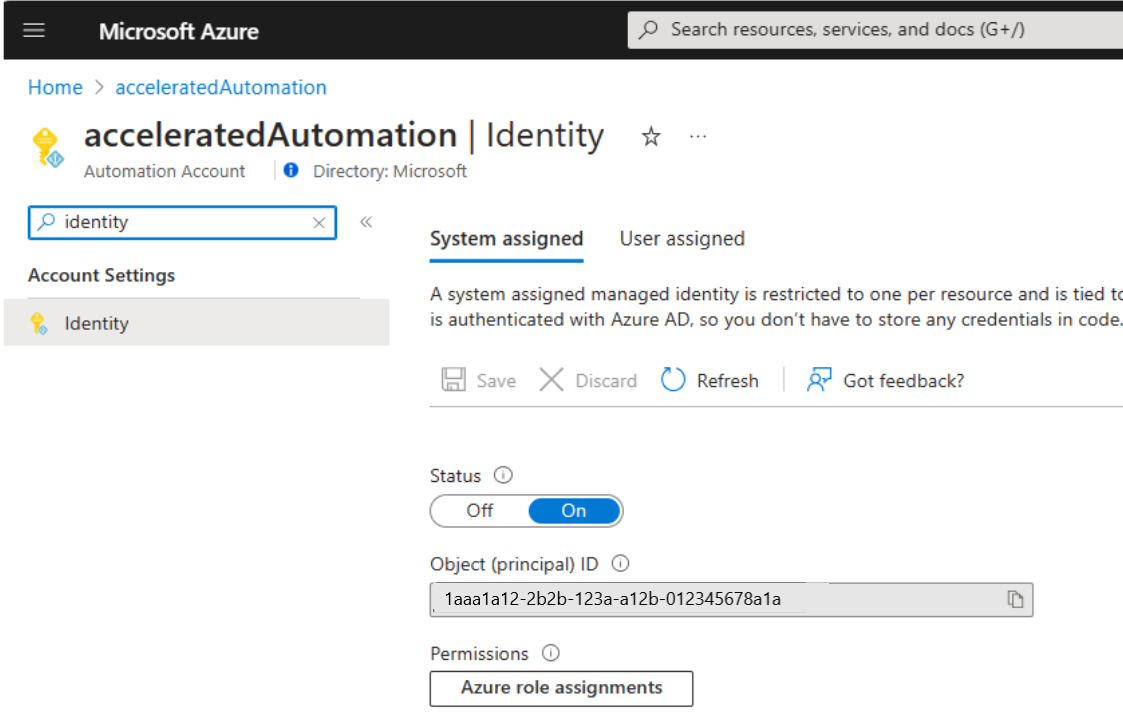 Microsoft Azure
Search resources, services, and docs (G+/)
Home > acceleratedAutomation
acceleratedAutomation | Identity
Automation Account
Directory: Microsoft
identity
Account Settings
Identity
System assigned
User assigned
A system assigned managed identity is restricted to one per resource and is tied
is authenticated with Azure AD, so you don't have to store any credentials in code.
Save
Discard
Refresh
Got feedback?
Status
Off
On
Object (principal) ID
1aaa1a12-2b2b-123a-a12b-012345678a1a
Permissions
Azure role assignments